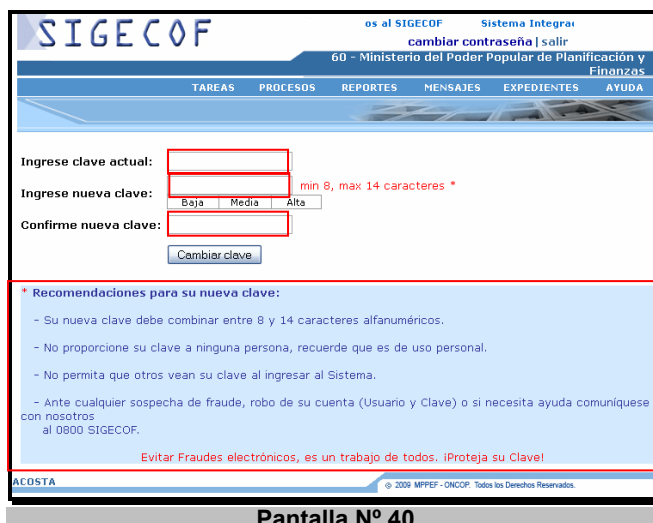 SIGECOF
os al SIGECOF Sistema Integra
cambiar contraseña | salir
60 - Ministerio del Poder Popular de Planificación y
Finanzas
TAREAS PROCESOS REPORTES MENSAJES EXPEDIENTES AYUDA
Ingrese clave actual:
Ingrese nueva clave: min 8, max 14 caracteres *
Baja Media Alta
Confirme nueva clave:
Cambiar clave
* Recomendaciones para su nueva clave:
- Su nueva clave debe combinar entre 8 y 14 caracteres alfanuméricos.
- No proporcione su clave a ninguna persona, recuerde que es de uso personal.
- No permita que otros vean su clave al ingresar al Sistema.
- Ante cualquier sospecha de fraude, robo de su cuenta (Usuario y Clave) o si necesita ayuda comuníquese
con nosotros
al 0800 SIGECOF.
Evitar Fraudes electrónicos, es un trabajo de todos. ¡Proteja su Clave!
ACOSTA
© 2009 MPPEF - ONCOP. Todos los Derechos Reservados.
Pantalla Nº 40